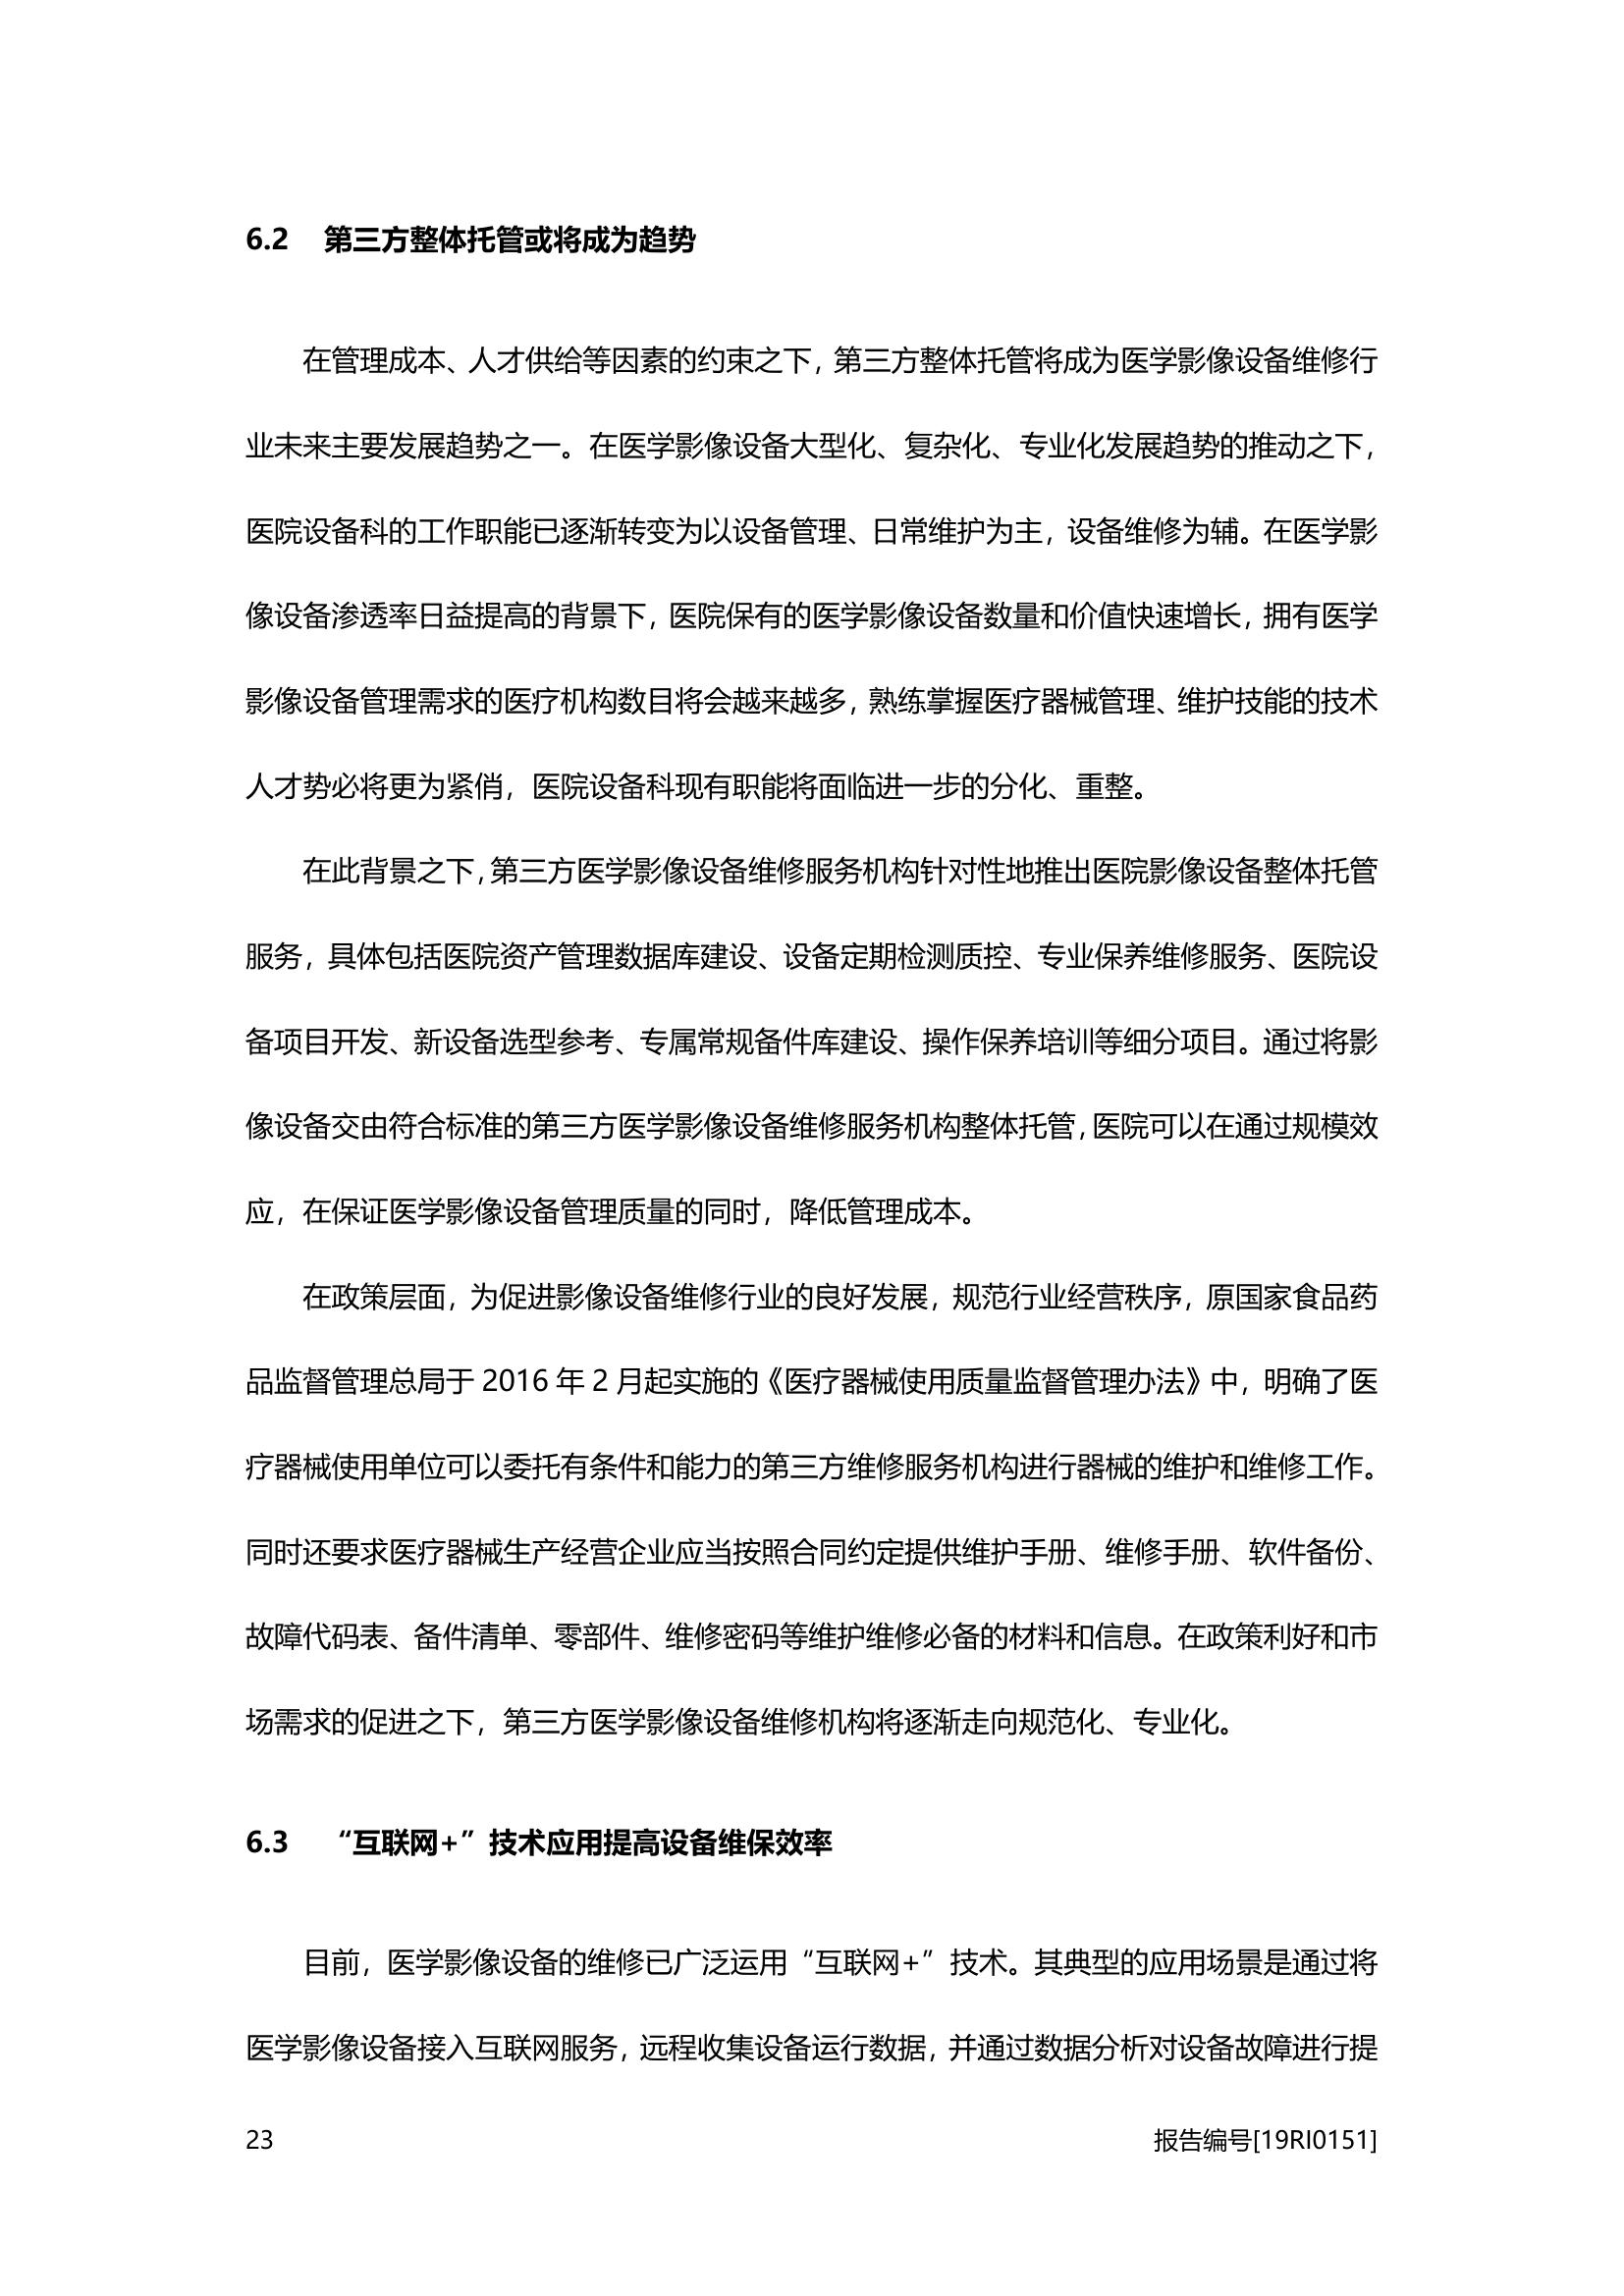 6.2 第三方整体托管或将成为趋势
在管理成本、人才供给等因素的约束之下，第三方整体托管将成为医学影像设备维修行
业未来主要发展趋势之一。在医学影像设备大型化、复杂化、专业化发展趋势的推动之下，
医院设备科的工作职能已逐渐转变为以设备管理、日常维护为主，设备维修为辅。在医学影
像设备渗透率日益提高的背景下，医院保有的医学影像设备数量和价值快速增长，拥有医学
影像设备管理需求的医疗机构数目将会越来越多，熟练掌握医疗器械管理、维护技能的技术
人才势必将更为紧俏，医院设备科现有职能将面临进一步的分化、重整。
在此背景之下，第三方医学影像设备维修服务机构针对性地推出医院影像设备整体托管
服务，具体包括医院资产管理数据库建设、设备定期检测质控、专业保养维修服务、医院设
备项目开发、新设备选型参考、专属常规备件库建设、操作保养培训等细分项目。通过将影
像设备交由符合标准的第三方医学影像设备维修服务机构整体托管，医院可以在通过规模效
应，在保证医学影像设备管理质量的同时，降低管理成本。
在政策层面，为促进影像设备维修行业的良好发展，规范行业经营秩序，原国家食品药
品监督管理总局于 2016 年 2 月起实施的《医疗器械使用质量监督管理办法》中，明确了医
疗器械使用单位可以委托有条件和能力的第三方维修服务机构进行器械的维护和维修工作。
同时还要求医疗器械生产经营企业应当按照合同约定提供维护手册、维修手册、软件备份、
故障代码表、备件清单、零部件、维修密码等维护维修必备的材料和信息。在政策利好和市
场需求的促进之下，第三方医学影像设备维修机构将逐渐走向规范化、专业化。
6.3 “互联网+”技术应用提高设备维保效率
目前，医学影像设备的维修已广泛运用“互联网+”技术。其典型的应用场景是通过将
医学影像设备接入互联网服务，远程收集设备运行数据，并通过数据分析对设备故障进行提
23 报告编号[19RI0151]